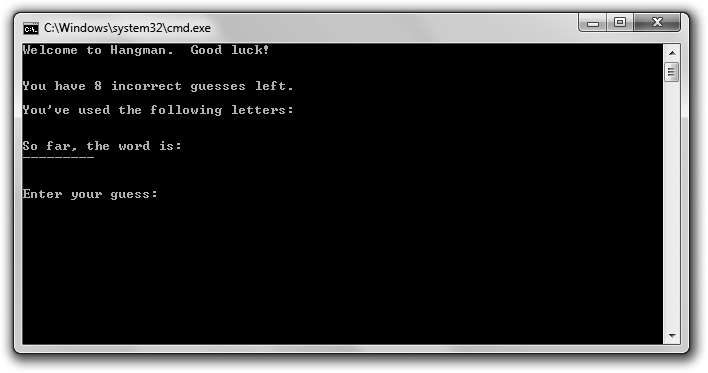 C:\Windows\system32\cmd.exe
Welcome to Hangman.  Good luck!
You have 8 incorrect guesses left.
You've used the following letters:
So far, the word is:
---------
Enter your guess: